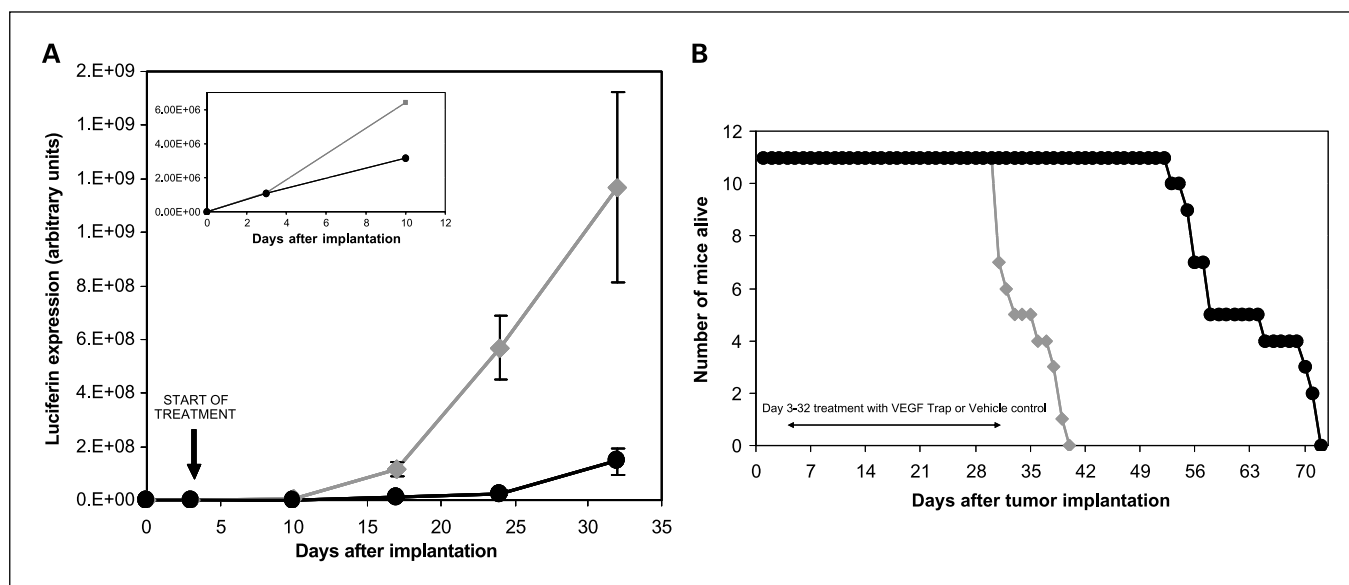 A
Luciferin expression (arbitrary units)
2.E+09
1.E+09
1.E+09
1.E+09
8.E+08
6.E+08
4.E+08
2.E+08
0.E+00
START OF
TREATMENT
0 5 10 15 20 25 30 35
Days after implantation
6.00E+06
4.00E+06
2.00E+06
0.00E+00
0 2 4 6 8 10 12
Days after implantation
B
Number of mice alive
12
10
8
6
4
2
0
Day 3-32 treatment with VEGF Trap or Vehicle control
0 7 14 21 28 35 42 49 56 63 70
Days after tumor implantation